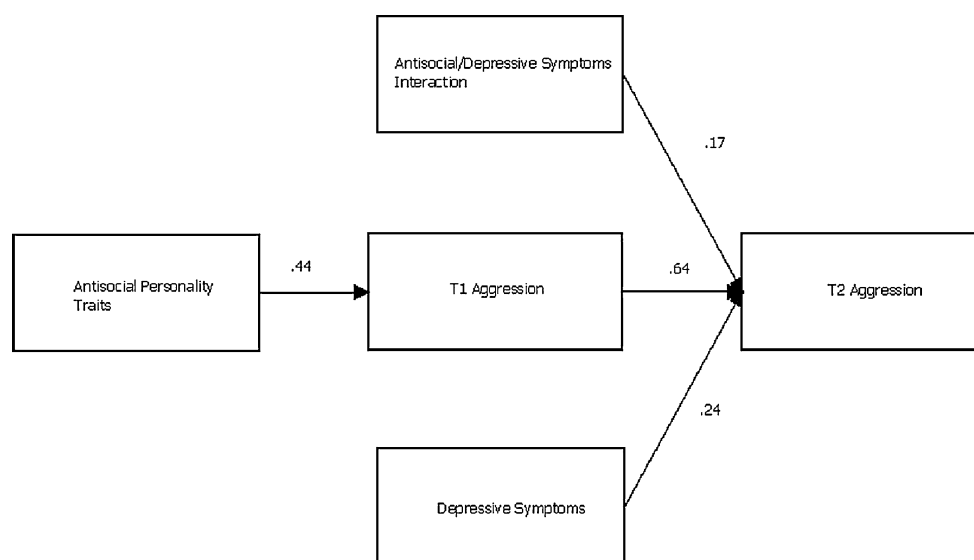 Antisocial/Depressive Symptoms
Interaction
.17
Antisocial Personality
Traits
.44
T1 Aggression
.64
T2 Aggression
.24
Depressive Symptoms